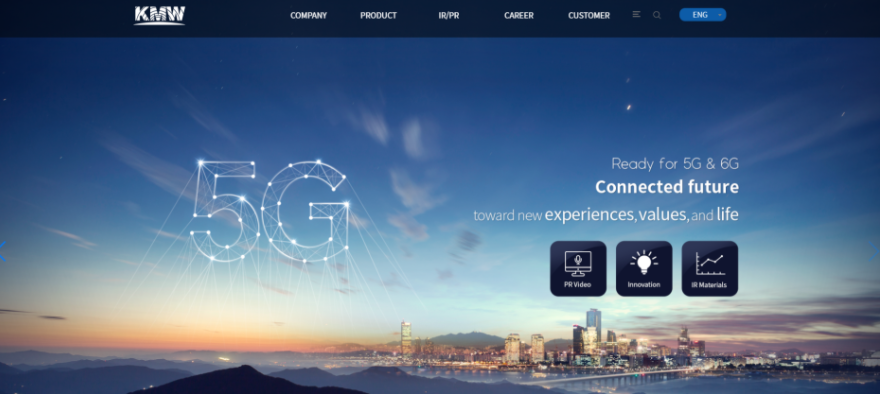 KMW
COMPANY PRODUCT IR/PR CAREER CUSTOMER ENG
5G
Ready for 5G & 6G
Connected future
toward new experiences, values, and life
PR Video Innovation IR Materials